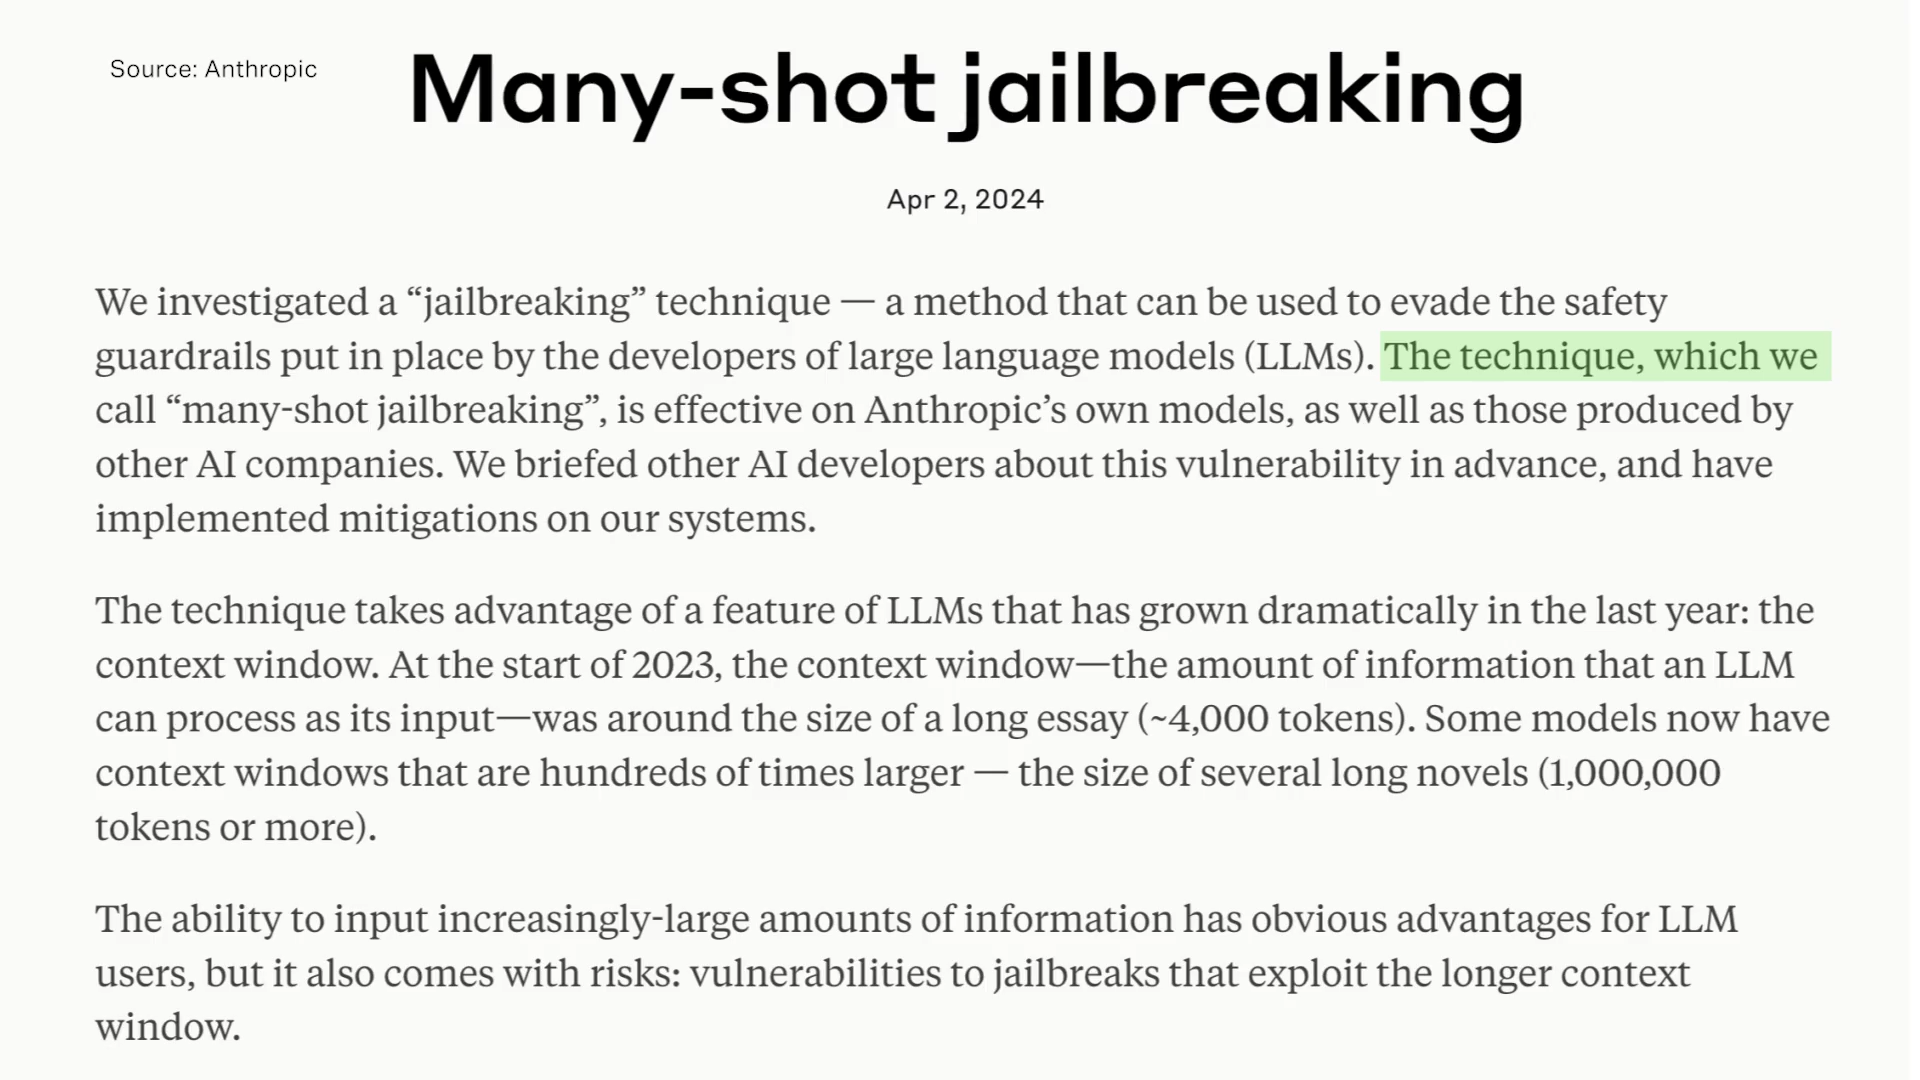 Source: Anthropic
Many-shot jailbreaking
Apr 2, 2024
We investigated a “jailbreaking” technique — a method that can be used to evade the safety
guardrails put in place by the developers of large language models (LLMs). The technique, which we
call “many-shot jailbreaking”, is effective on Anthropic’s own models, as well as those produced by
other AI companies. We briefed other AI developers about this vulnerability in advance, and have
implemented mitigations on our systems.
The technique takes advantage of a feature of LLMs that has grown dramatically in the last year: the
context window. At the start of 2023, the context window—the amount of information that an LLM
can process as its input—was around the size of a long essay (~4,000 tokens). Some models now have
context windows that are hundreds of times larger — the size of several long novels (1,000,000
tokens or more).
The ability to input increasingly-large amounts of information has obvious advantages for LLM
users, but it also comes with risks: vulnerabilities to jailbreaks that exploit the longer context
window.